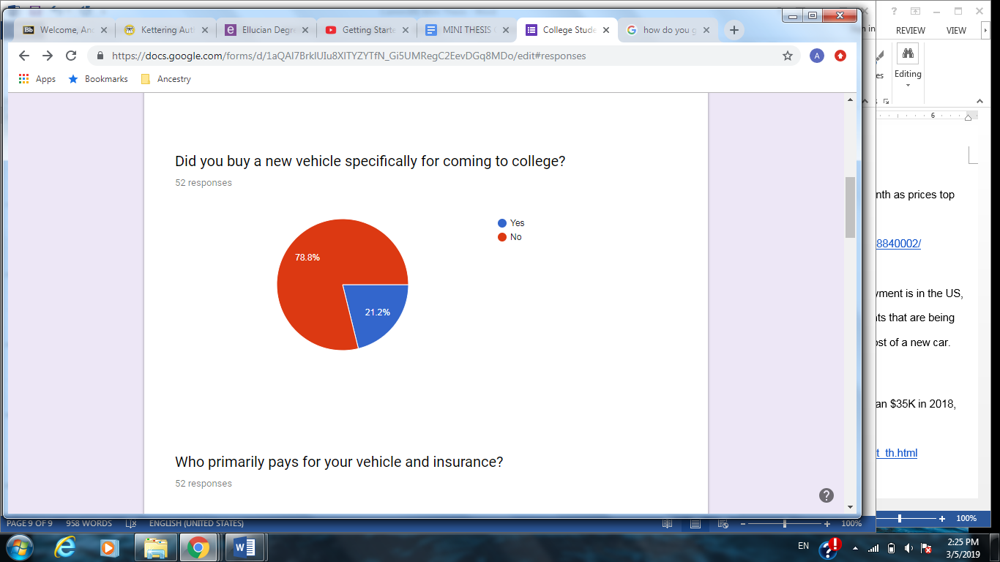 Welcome, An
Kettering Aut
Ellucian Degr
Getting Starte
MINI THESIS
College Stude
how do you g
https://docs.google.com/forms/d/
/edit#responses
A
Apps
Bookmarks
Ancestry
REVIEW
VIEW
Editing
6
Did you buy a new vehicle specifically for coming to college?
52 responses
Yes
No
78.8%
21.2%
Who primarily pays for your vehicle and insurance?
52 responses
nth as prices top
8840002/
yment is in the US,
ts that are being
ost of a new car.
an $35K in 2018,
t_th.html
PAGE 9 OF 9
958 WORDS
ENGLISH (UNITED STATES)
100%
100%
EN
2:25 PM
3/5/2019